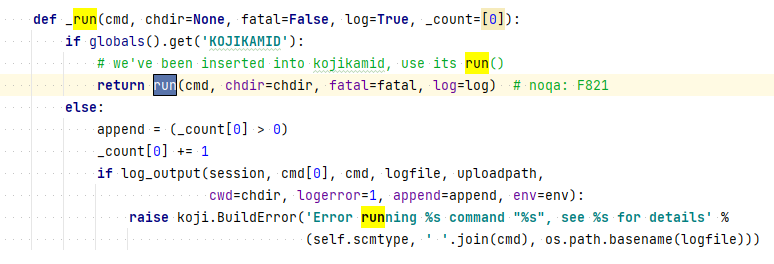 def _run(cmd, chdir=None, fatal=False, log=True, _count=[0]):
if globals().get('KOJIKAMID'):
# we've been inserted into kojikamid, use its run()
return run(cmd, chdir=chdir, fatal=fatal, log=log)  # noqa: F821
else:
append = (_count[0] > 0)
_count[0] += 1
if log_output(session, cmd[0], cmd, logfile, uploadpath,
cwd=chdir, logerror=1, append=append, env=env):
raise koji.BuildError('Error running %s command "%s", see %s for details' %
(self.scmtype, ' '.join(cmd), os.path.basename(logfile)))